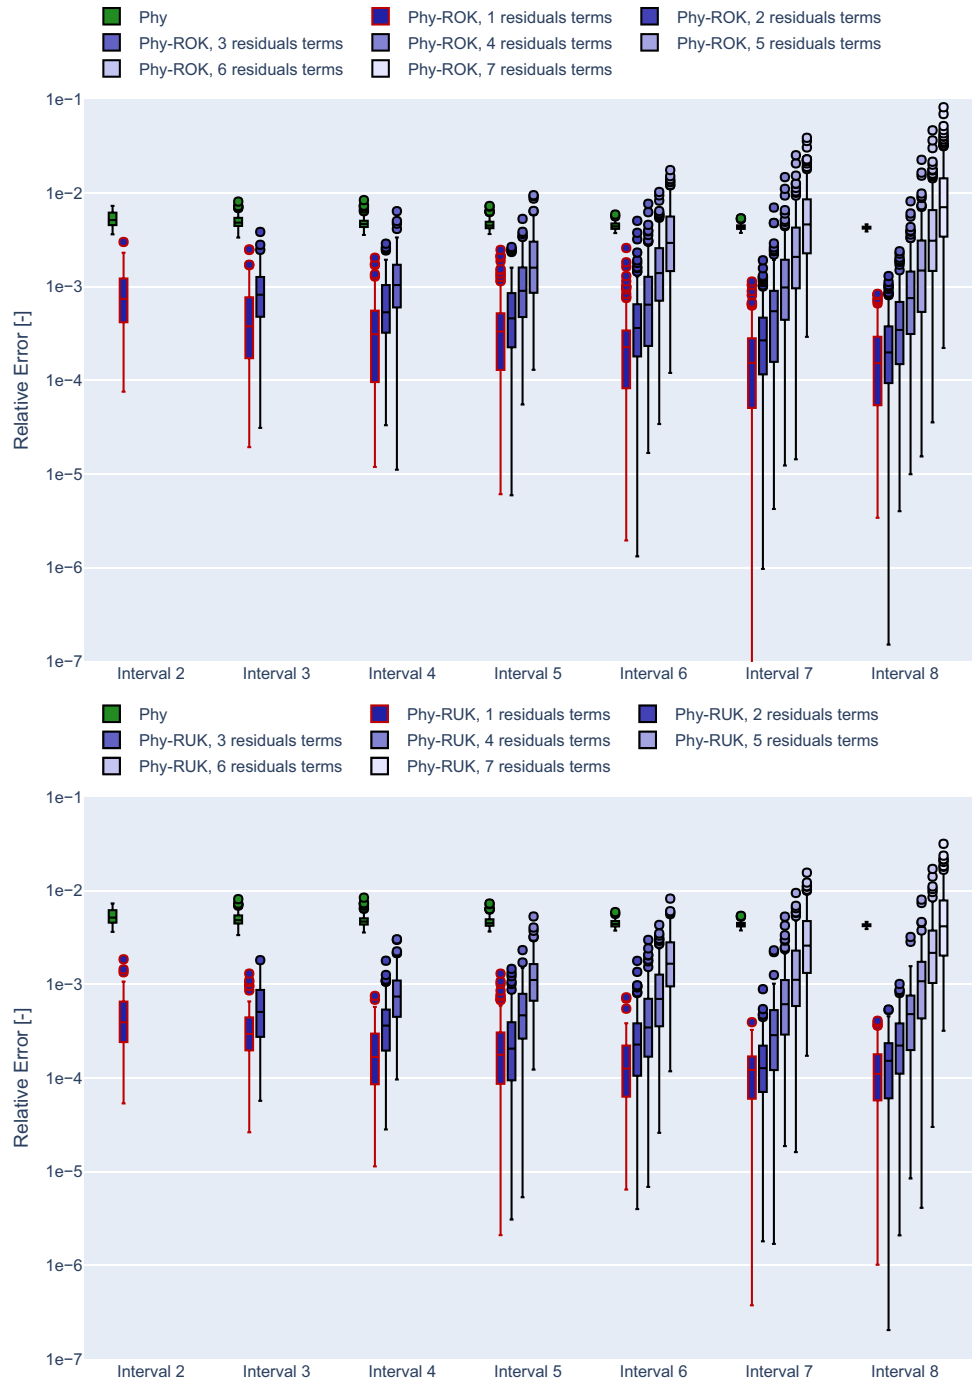 Phy
Phy-ROK, 1 residuals terms
Phy-ROK, 2 residuals terms
Phy-ROK, 3 residuals terms
Phy-ROK, 4 residuals terms
Phy-ROK, 5 residuals terms
Phy-ROK, 6 residuals terms
Phy-ROK, 7 residuals terms
1e−1
1e−2
1e−3
1e−4
1e−5
1e−6
1e−7
Relative Error [-]
Interval 2
Interval 3
Interval 4
Interval 5
Interval 6
Interval 7
Interval 8
Phy
Phy-RUK, 1 residuals terms
Phy-RUK, 2 residuals terms
Phy-RUK, 3 residuals terms
Phy-RUK, 4 residuals terms
Phy-RUK, 5 residuals terms
Phy-RUK, 6 residuals terms
Phy-RUK, 7 residuals terms
1e−1
1e−2
1e−3
1e−4
1e−5
1e−6
1e−7
Relative Error [-]
Interval 2
Interval 3
Interval 4
Interval 5
Interval 6
Interval 7
Interval 8